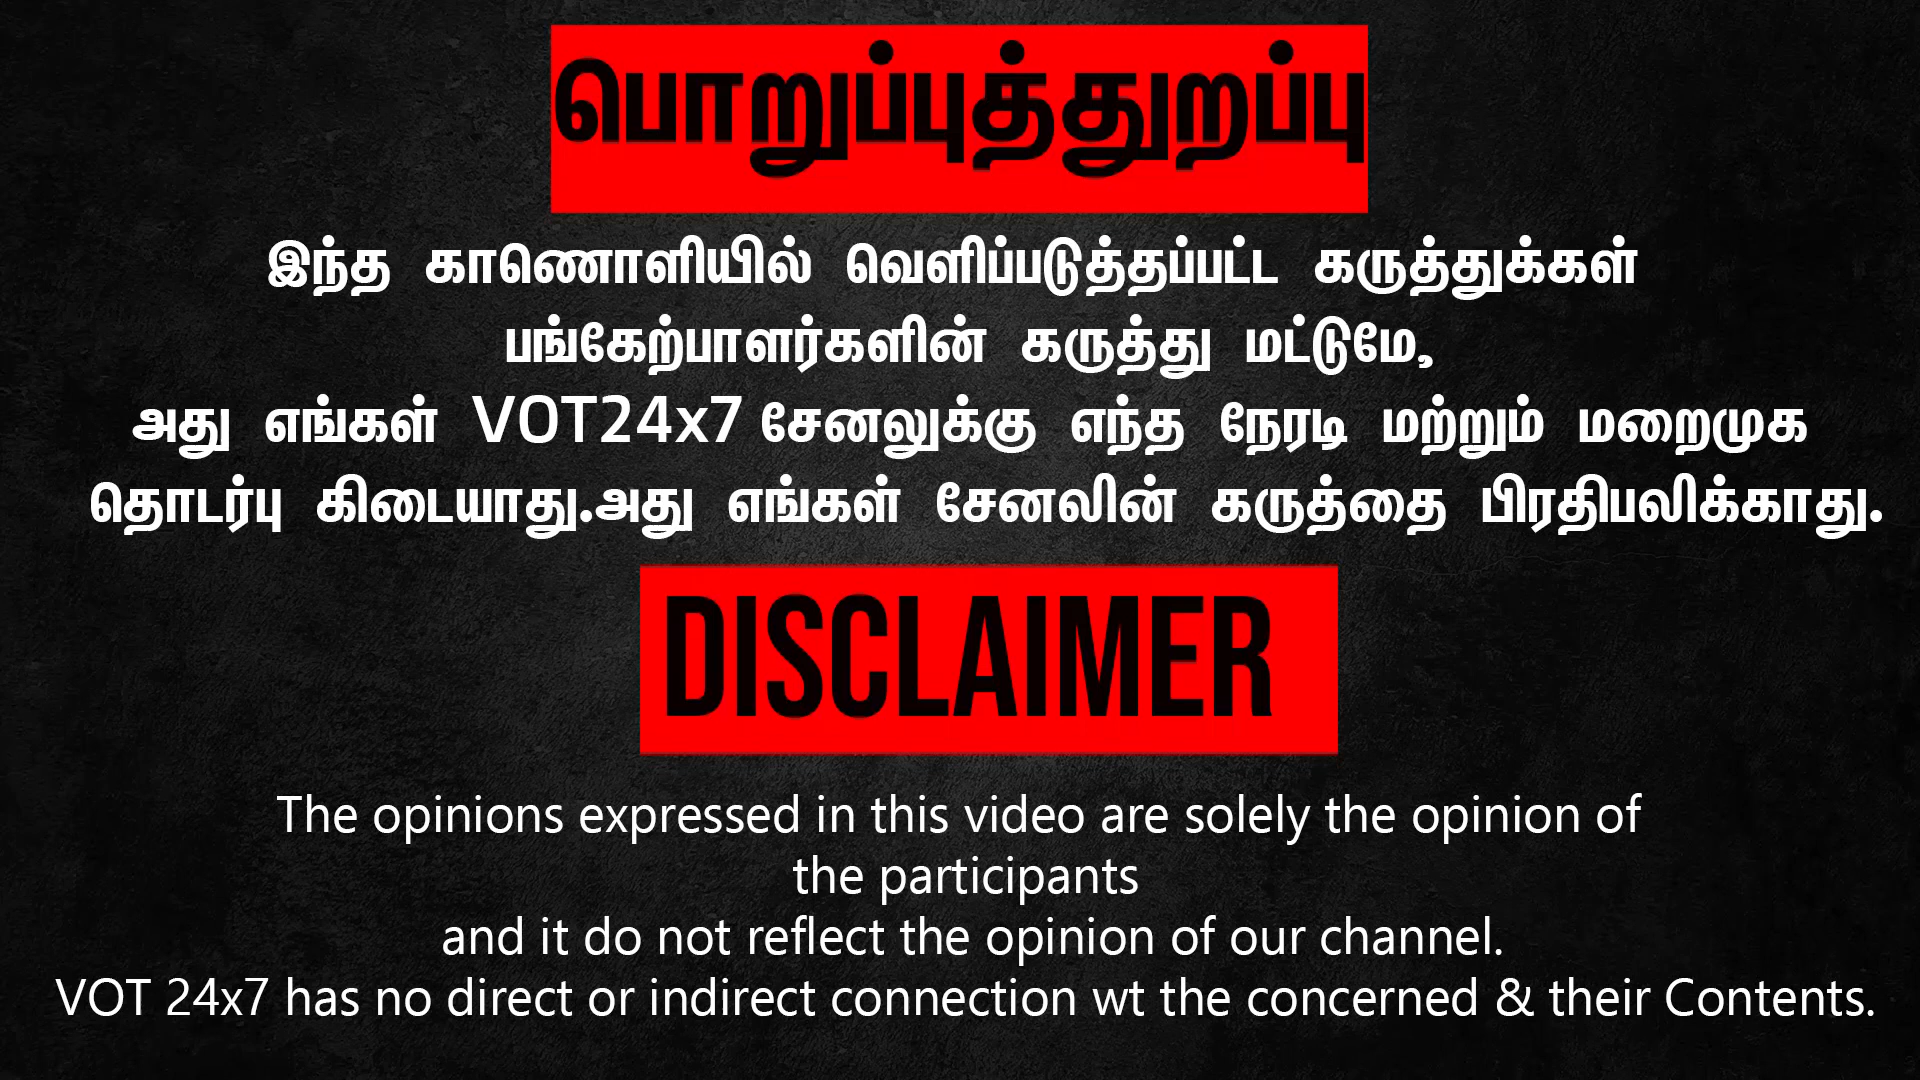 பொறுப்புத்துறப்பு
இந்த காணொளியில் வெளிப்படுத்தப்பட்ட கருத்துக்கள்
பங்கேற்பாளர்களின் கருத்து மட்டுமே,
அது எங்கள் VOT24x7 சேனலுக்கு எந்த நேரடி மற்றும் மறைமுக
தொடர்பு கிடையாது.அது எங்கள் சேனலின் கருத்தை பிரதிபலிக்காது.
DISCLAIMER
The opinions expressed in this video are solely the opinion of
the participants
and it do not reflect the opinion of our channel.
VOT 24x7 has no direct or indirect connection wt the concerned & their Contents.